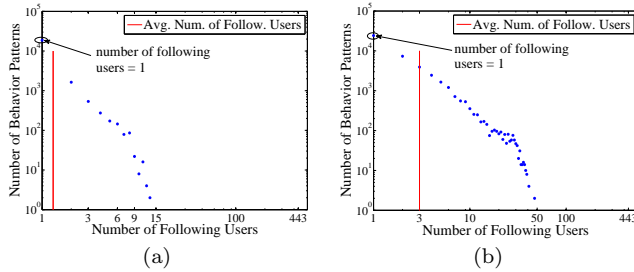 Avg. Num. of Follow. Users
number of following
users = 1
Number of Behavior Patterns
10^5
10^4
10^3
10^2
10^1
10^0
1 3 6 9 15 100 443
Number of Following Users
(a)
Avg. Num. of Follow. Users
number of following
users = 1
Number of Behavior Patterns
10^5
10^4
10^3
10^2
10^1
10^0
1 3 10 50 100 443
Number of Following Users
(b)